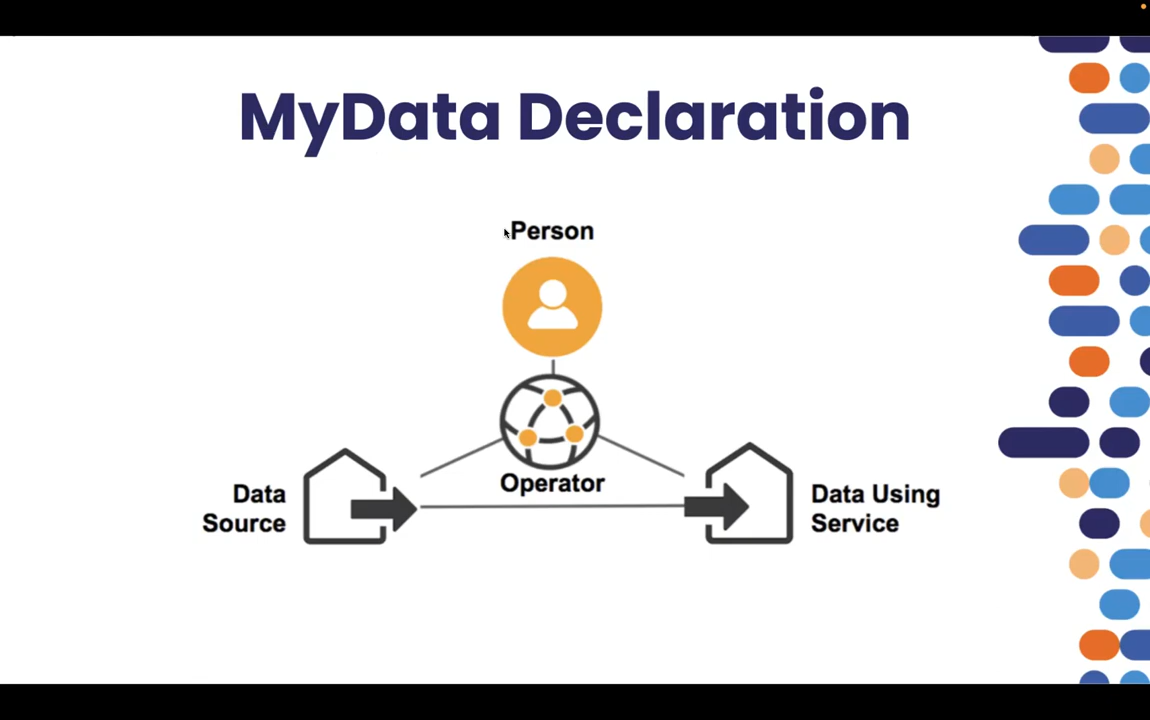 MyData Declaration
Person
Operator
Data
Source
Data Using
Service